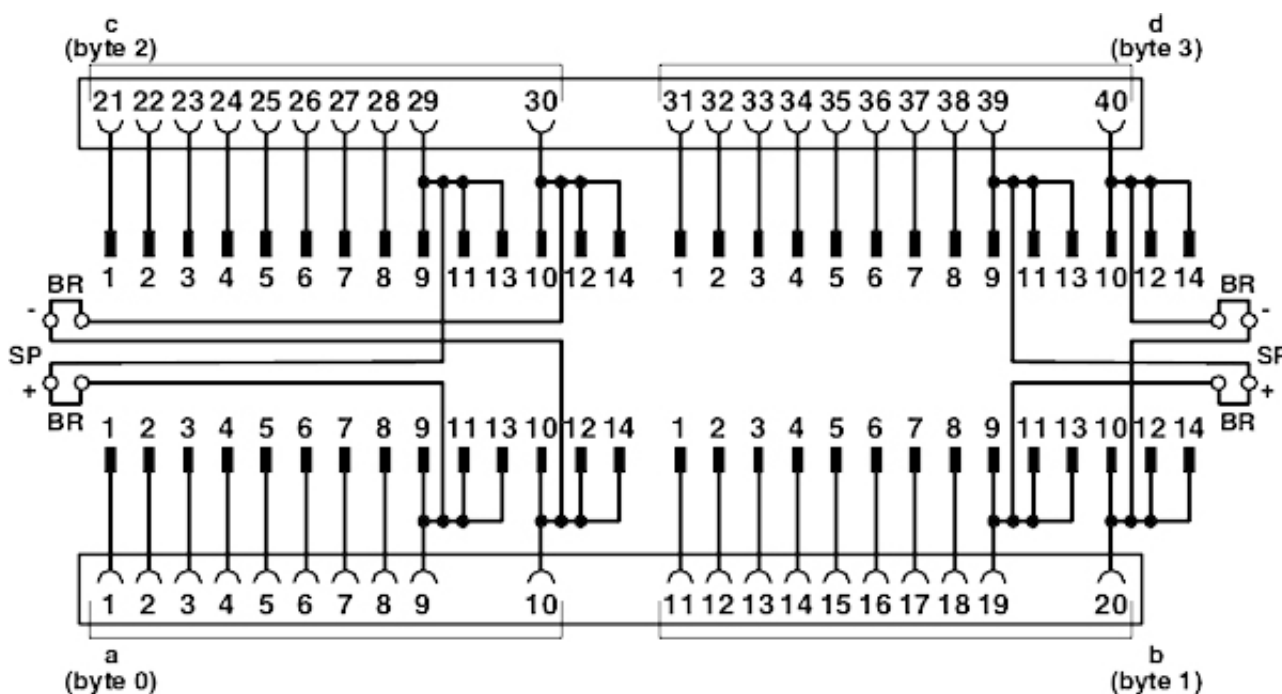 c d
(byte 2) (byte 3)
21 22 23 24 25 26 27 28 29 30 31 32 33 34 35 36 37 38 39 40
1 2 3 4 5 6 7 8 9 11 13 10 12 14 1 2 3 4 5 6 7 8 9 11 13 10 12 14
BR BR
- -
SP SP
+ +
BR BR
1 2 3 4 5 6 7 8 9 11 13 10 12 14 1 2 3 4 5 6 7 8 9 11 13 10 12 14
1 2 3 4 5 6 7 8 9 10 11 12 13 14 15 16 17 18 19 20
a b
(byte 0) (byte 1)